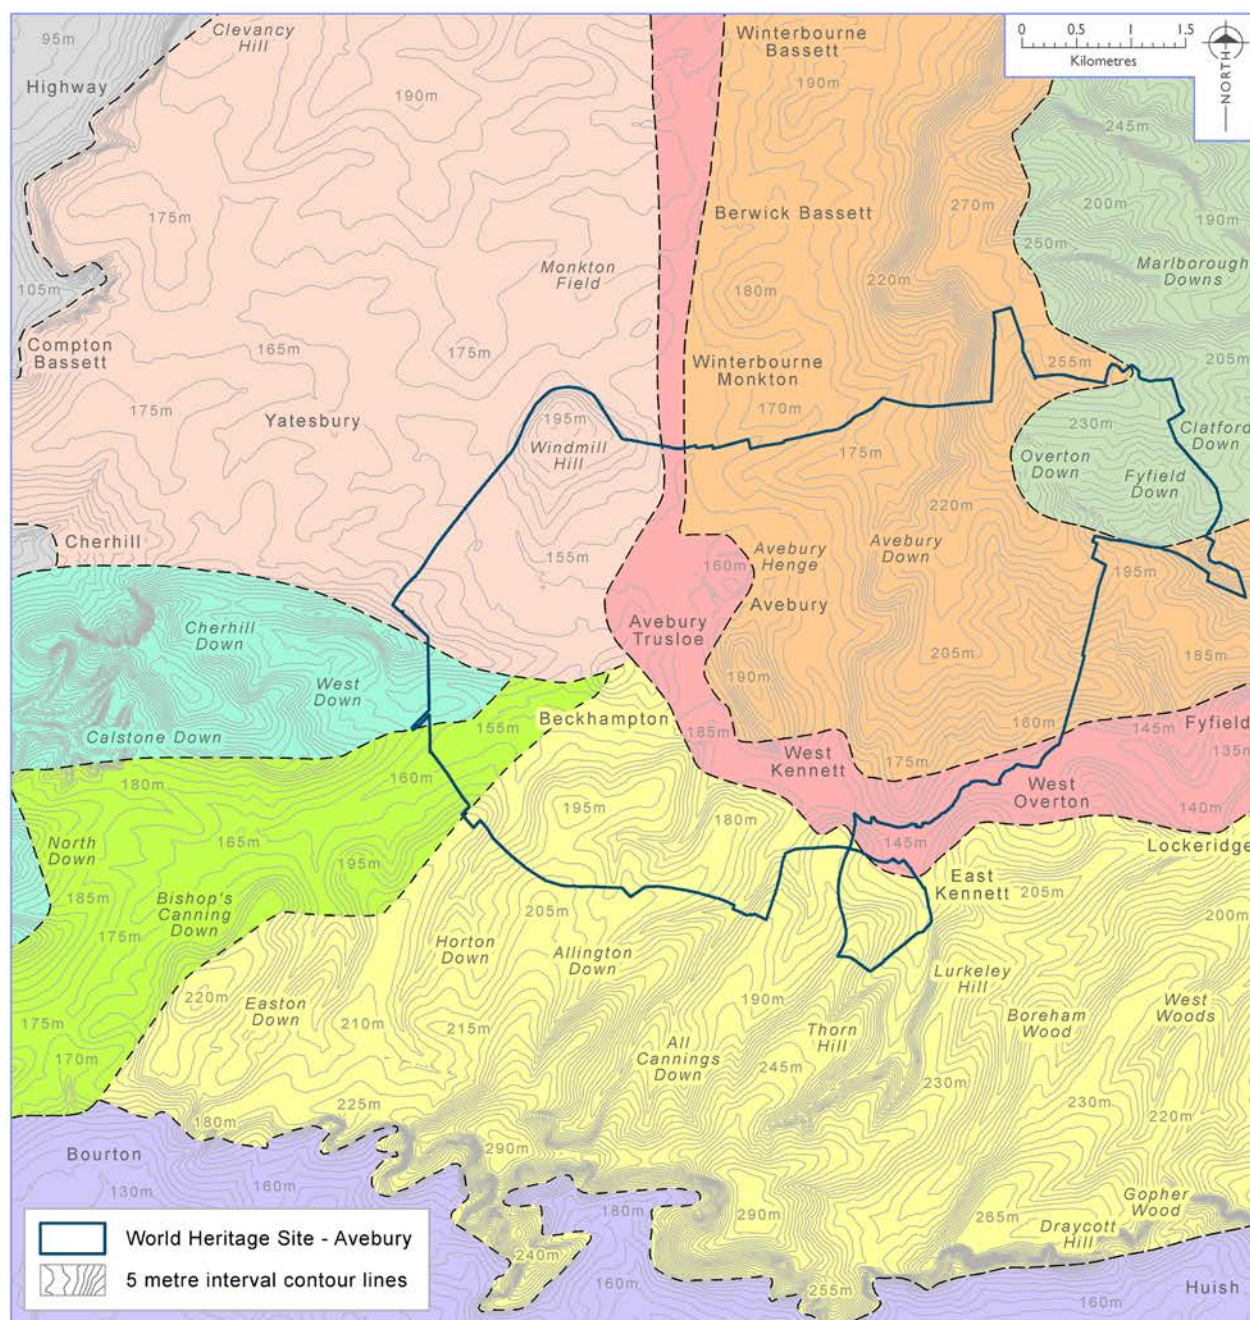 95m
Clevancy
Hill
Winterbourne
Bassett
0 0.5 1 1.5
Kilometres
NORTH
Highway
190m
190m
245m
175m
Berwick Bassett
270m
200m
190m
250m
Monkton
Field
Marlborough
Downs
105m
180m
220m
Compton
Bassett
165m
175m
Winterbourne
Monkton
255m
205m
175m
170m
Yatesbury
195m
Windmill
Hill
175m
230m
Clatford
Down
Overton
Down
Fyfield
Down
220m
Cherhill
155m
160m
Avebury
Henge
Avebury
Down
195m
Avebury
Avebury
Trusloe
Cherhill
Down
205m
185m
West
Down
190m
Calstone Down
155m
Beckhampton
185m
160m
145m
Fyfield
135m
West
Kennett
175m
180m
160m
West
Overton
195m
180m
140m
North
Down
165m
145m
Lockeridge
195m
185m
Bishop's
Canning
Down
East
Kennett
205m
175m
205m
200m
Horton
Down
Allington
Down
Lurkeley
Hill
220m
Easton
Down
210m
215m
190m
Thorn
Hill
Boreham
Wood
West
Woods
175m
All
Cannings
Down
170m
245m
230m
225m
230m
220m
180m
Bourton
290m
130m
160m
Gopher
Wood
180m
290m
265m
Draycott
Hill
World Heritage Site - Avebury
240m
5 metre interval contour lines
160m
255m
160m
Huish